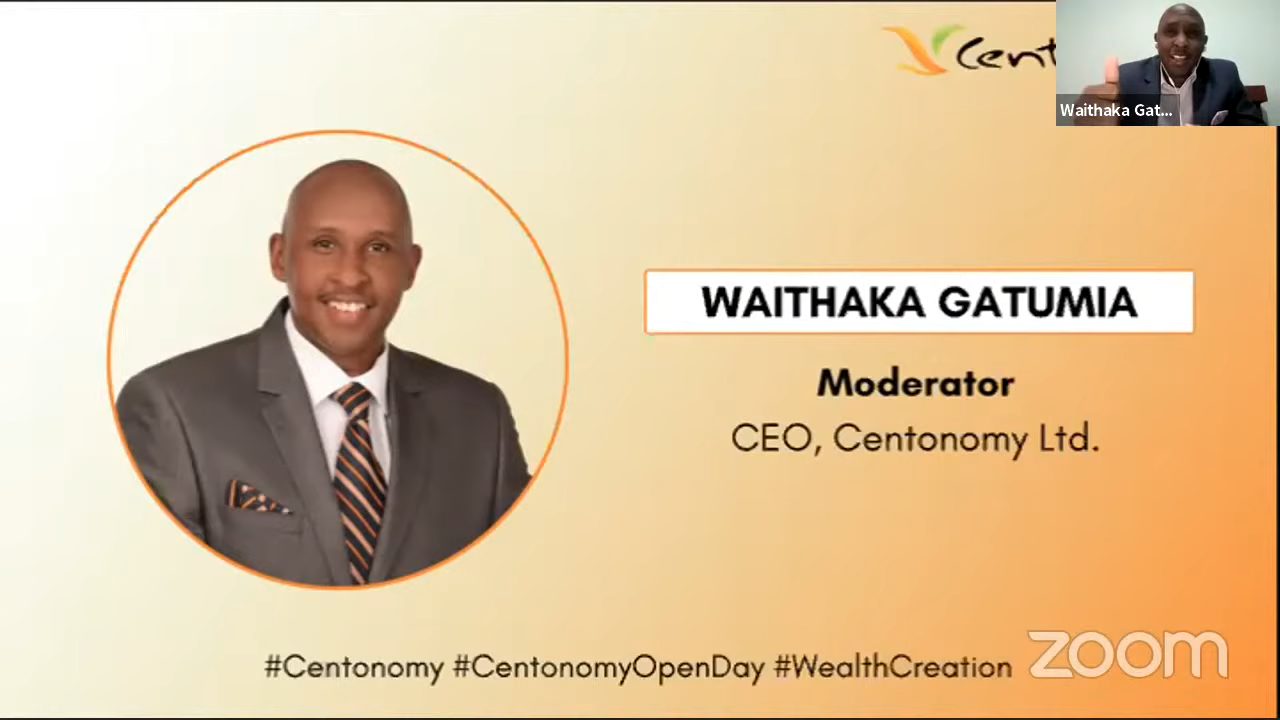 Cent
Waithaka Gat...
WAITHAKA GATUMIA
Moderator
CEO, Centonomy Ltd.
#Centonomy #CentonomyOpenDay #WealthCreation
zoom